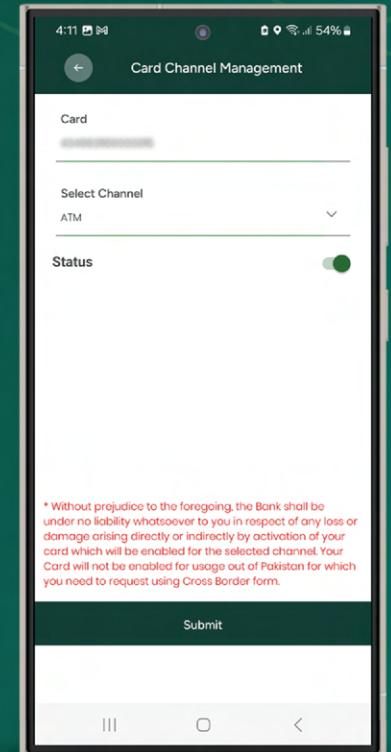 4:11
54%
Card Channel Management
Card
Select Channel
ATM
Status
* Without prejudice to the foregoing, the Bank shall be
under no liability whatsoever to you in respect of any loss or
damage arising directly or indirectly by activation of your
card which will be enabled for the selected channel. Your
Card will not be enabled for usage out of Pakistan for which
you need to request using Cross Border form.
Submit